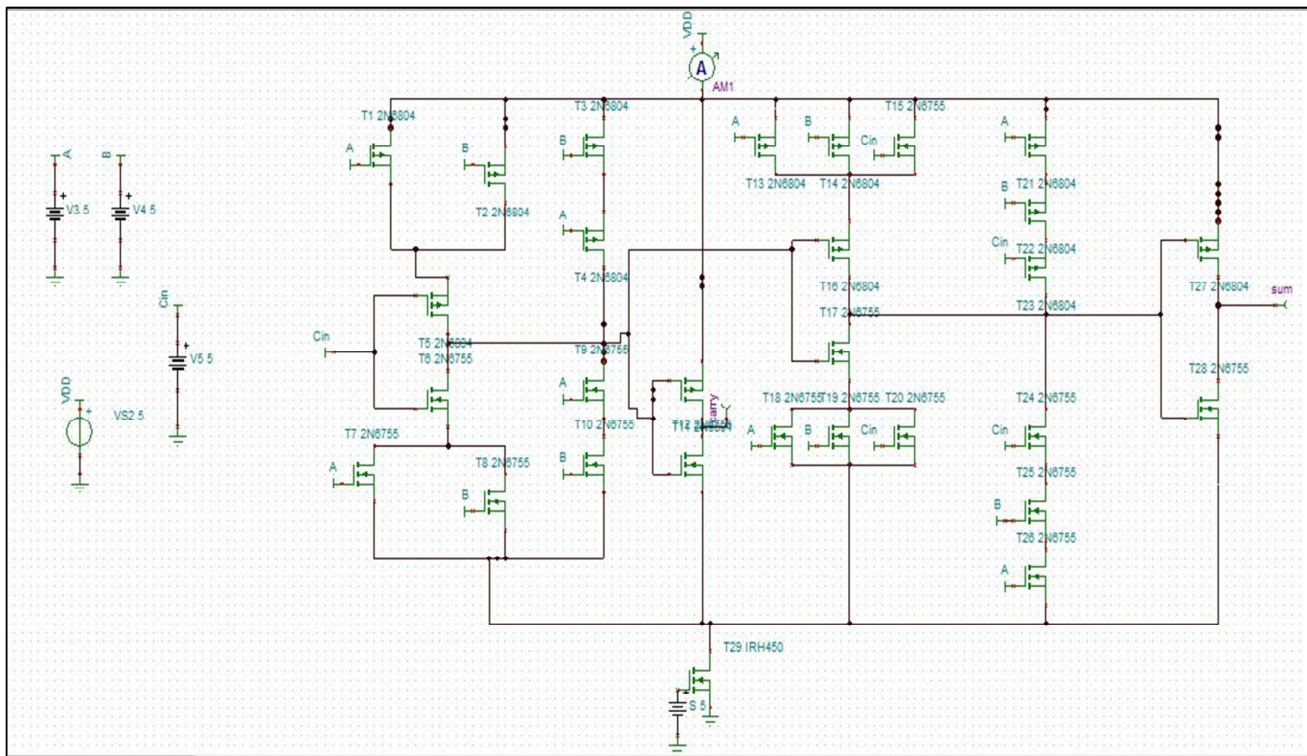 VDD
+
A
AM1
T1 2N6804
T3 2N6804
T15 2N6755
A
B
A
B
Cin
A
A
B
A
B
T13 2N6804
T14 2N6804
T21 2N6804
+
V3 5
+
V4 5
T2 2N6804
A
B
Cin
T22 2N6804
T4 2N6804
T16 2N6804
T27 2N6804
sum
Cin
T23 2N6804
T17 2N6755
Cin
T6 2N6755
T9 2N6755
+
V5 5
A
carry
T28 2N6755
VDD
+
VS2 5
T10 2N6755
T18 2N6755
T19 2N6755
T20 2N6755
T24 2N6755
T7 2N6755
A
B
Cin
Cin
T8 2N6755
A
B
T25 2N6755
B
B
T26 2N6755
A
T29 IRH450
S 5